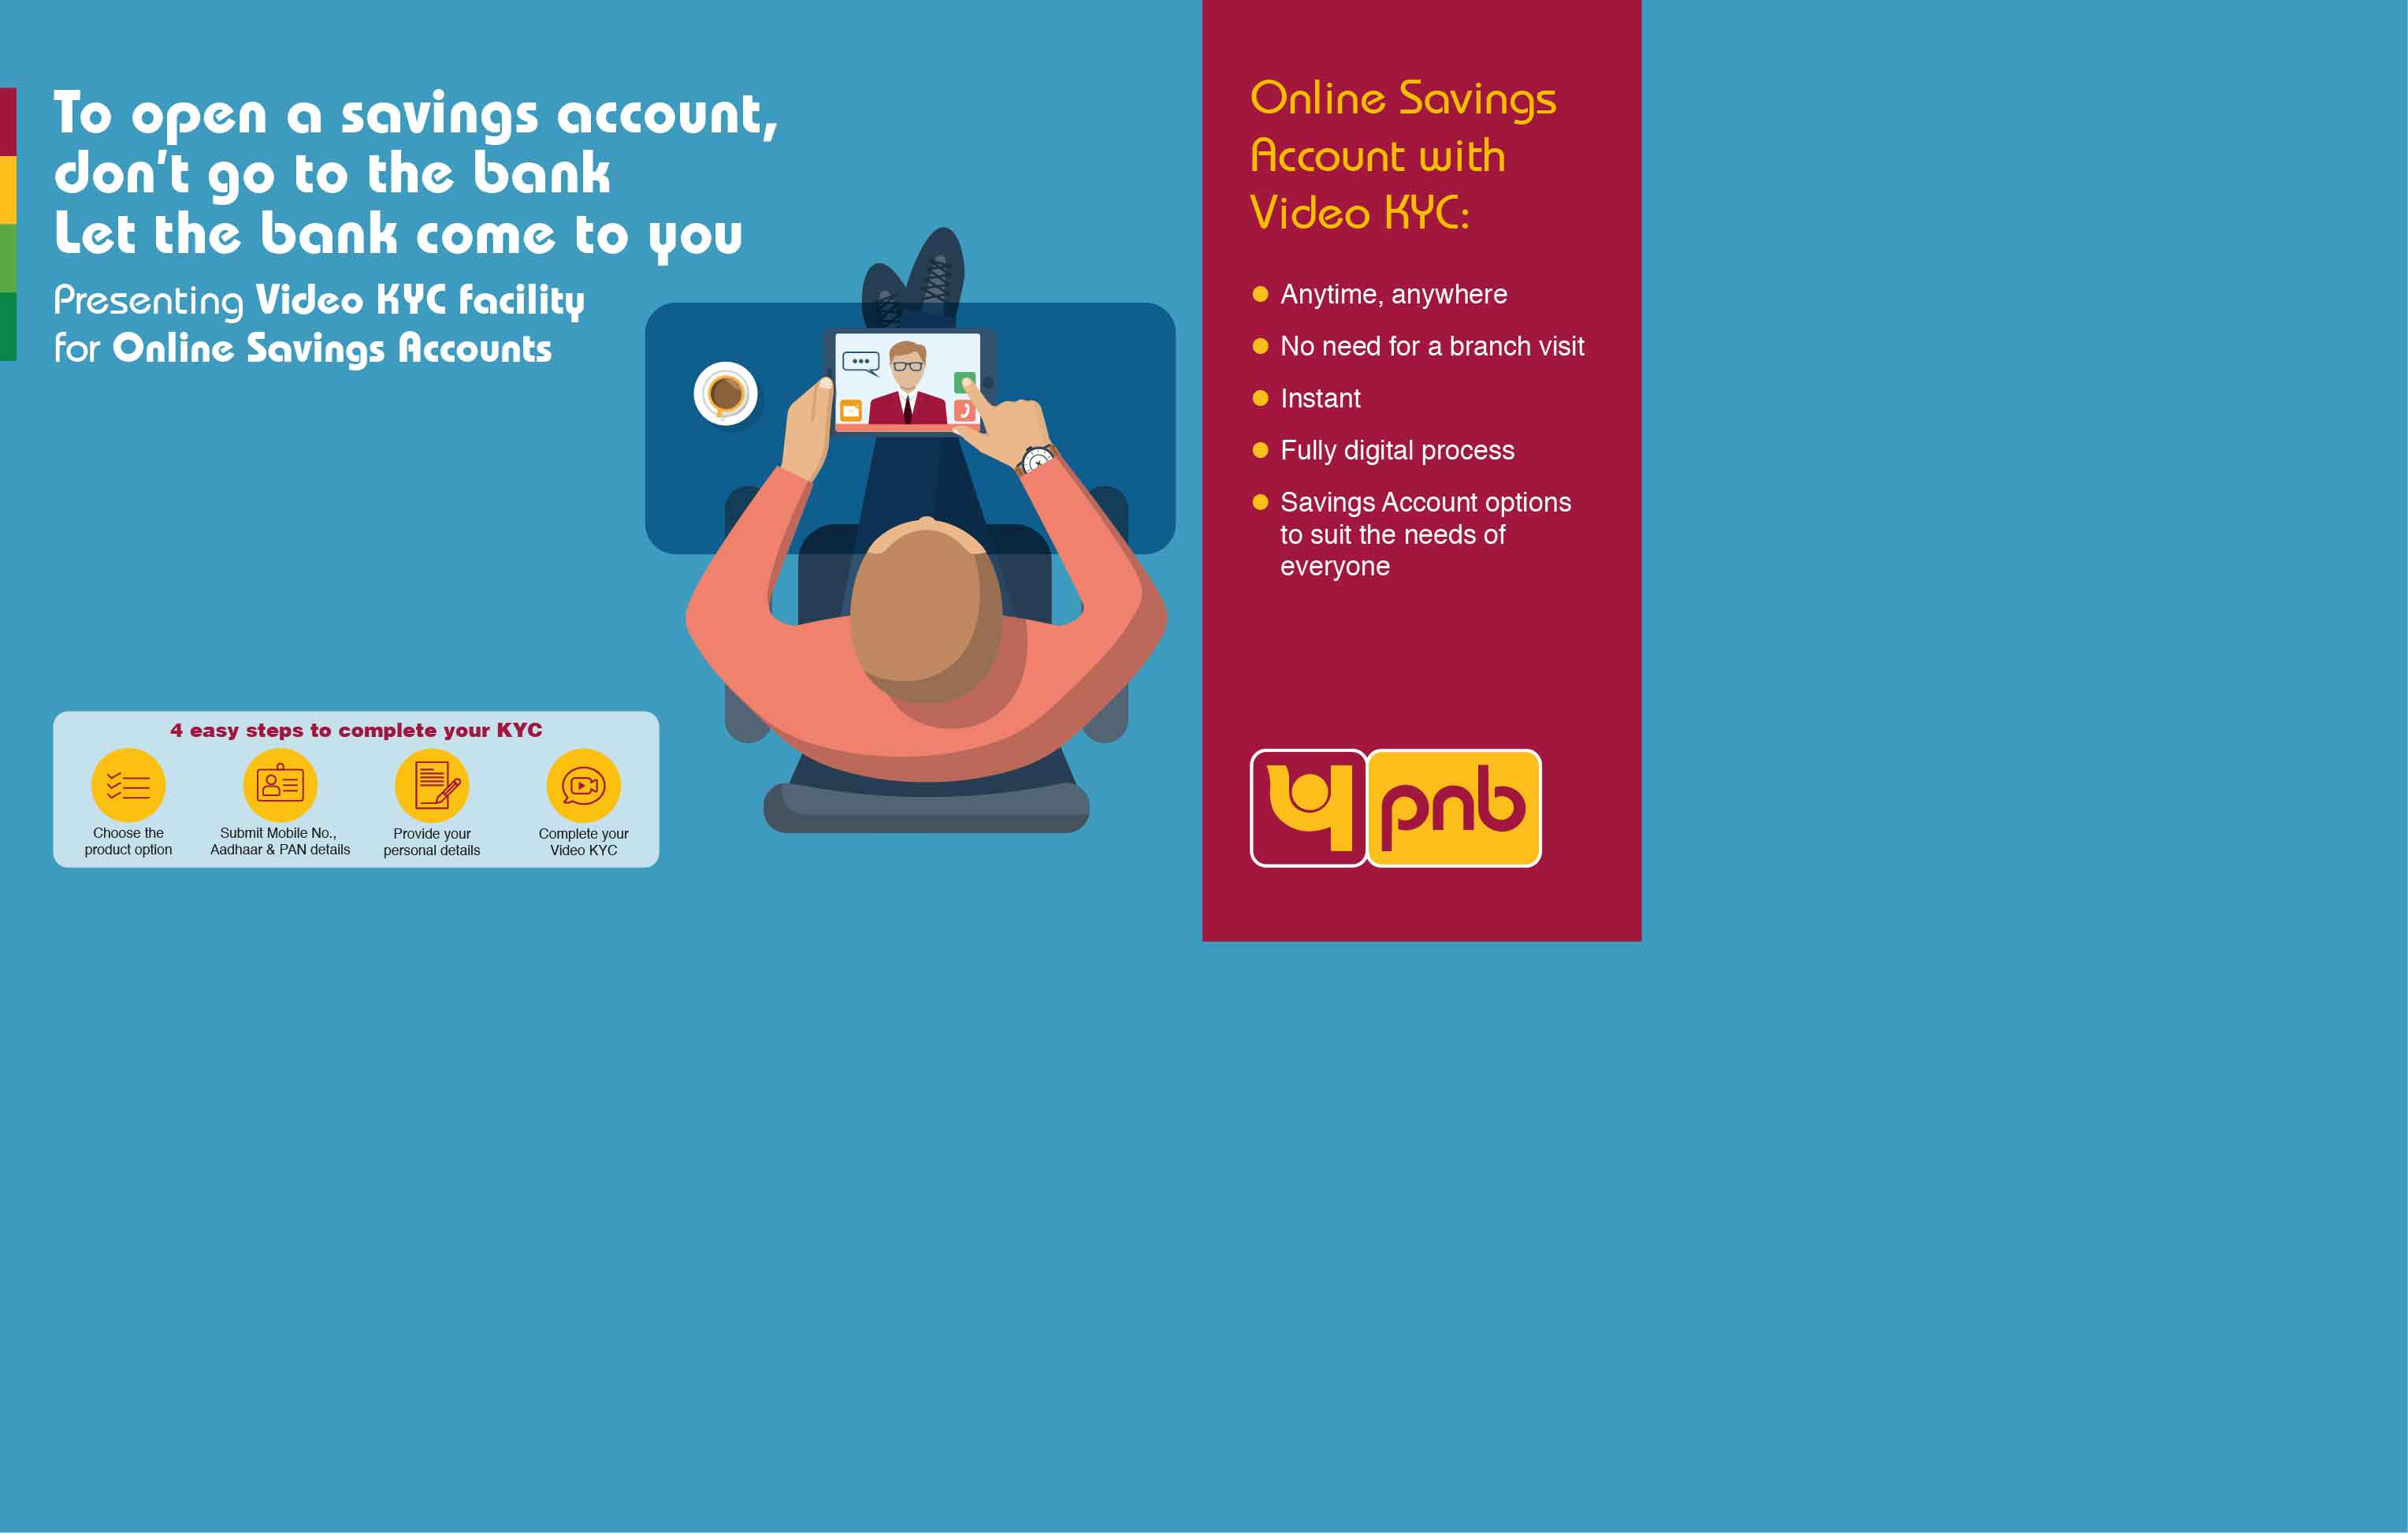 To open a savings account,
don't go to the bank
Let the bank come to you
Presenting Video KYC facility
for Online Savings Accounts
4 easy steps to complete your KYC
Choose the
product option
Submit Mobile No.,
Aadhaar & PAN details
Provide your
personal details
Complete your
Video KYC
Online Savings
Account with
Video KYC:
Anytime, anywhere
No need for a branch visit
Instant
Fully digital process
Savings Account options
to suit the needs of
everyone
pnb